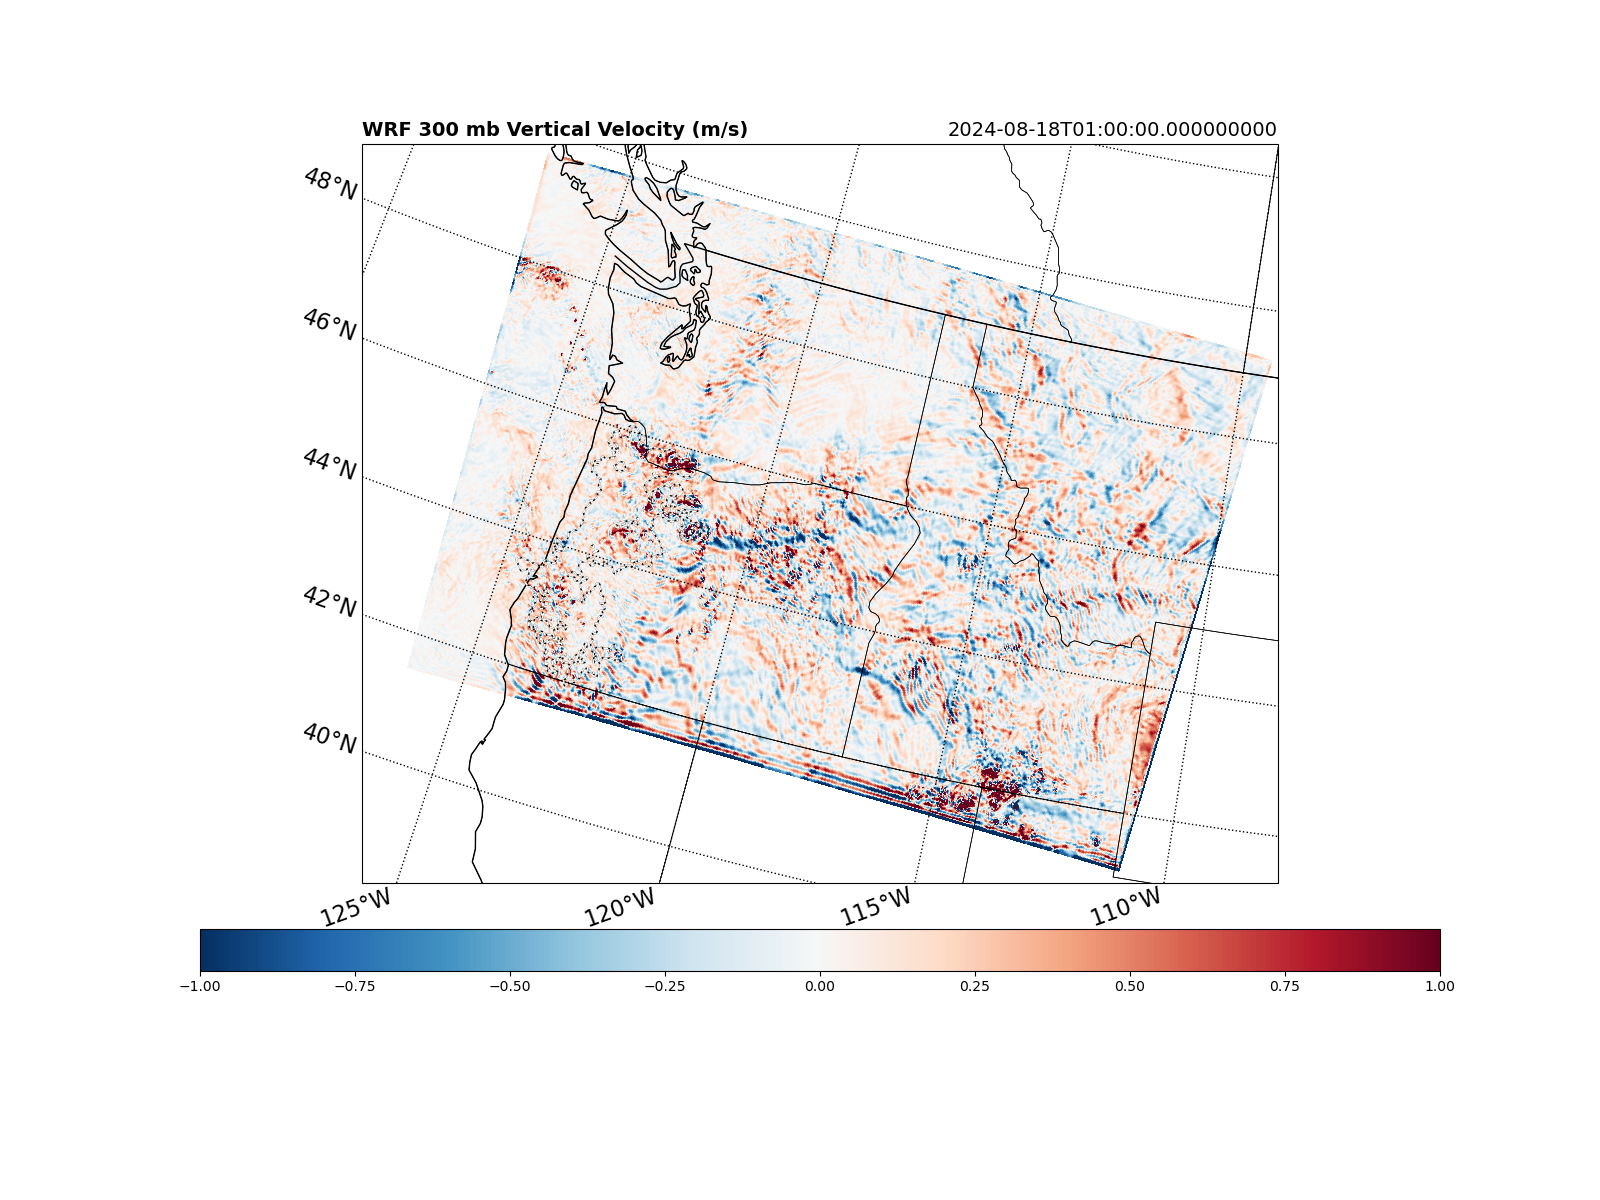 WRF 300 mb Vertical Velocity (m/s)
2024-08-18T01:00:00.000000000
48°N
46°N
44°N
42°N
40°N
125°W
120°W
115°W
110°W
−1.00
−0.75
−0.50
−0.25
0.00
0.25
0.50
0.75
1.00